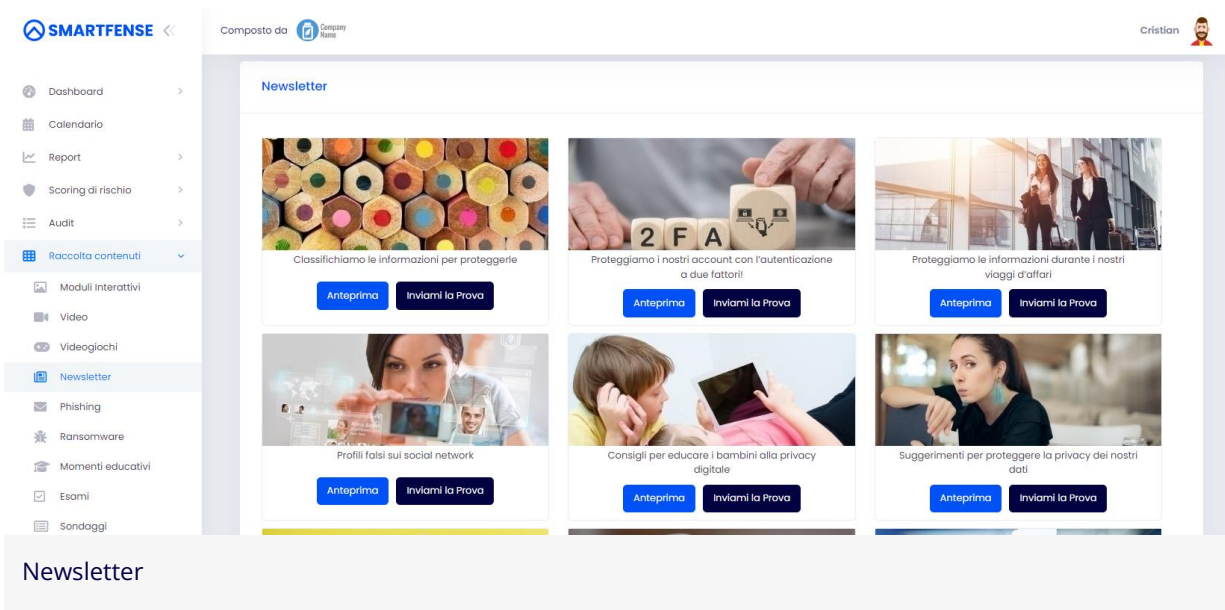 SMARTFENSE
Composto da
Company
Name
Cristian
Dashboard
Calendario
Report
Scoring di rischio
Audit
Raccolta contenuti
Moduli Interattivi
Video
Videogiochi
Newsletter
Phishing
Ransomware
Momenti educativi
Esami
Sondaggi
Newsletter
Classifichiamo le informazioni per proteggerle
Anteprima
Inviami la Prova
2 F A
Proteggiamo i nostri account con l'autenticazione
a due fattori!
Anteprima
Inviami la Prova
Proteggiamo le informazioni durante i nostri
viaggi d'affari
Anteprima
Inviami la Prova
Profili falsi sui social network
Anteprima
Inviami la Prova
Consigli per educare i bambini alla privacy
digitale
Anteprima
Inviami la Prova
Suggerimenti per proteggere la privacy dei nostri
dati
Anteprima
Inviami la Prova
Newsletter